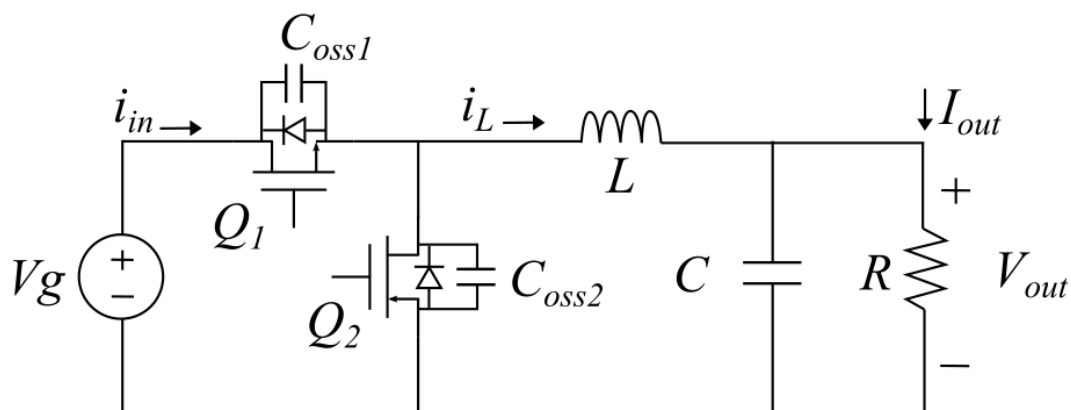 C_oss1
i_in
i_L
I_out
L
Q_1
+
Vg
+
−
Q_2
C_oss2
C
R
V_out
−